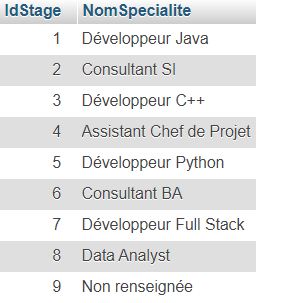 IdStage NomSpecialite
1 Développeur Java
2 Consultant SI
3 Développeur C++
4 Assistant Chef de Projet
5 Développeur Python
6 Consultant BA
7 Développeur Full Stack
8 Data Analyst
9 Non renseignée